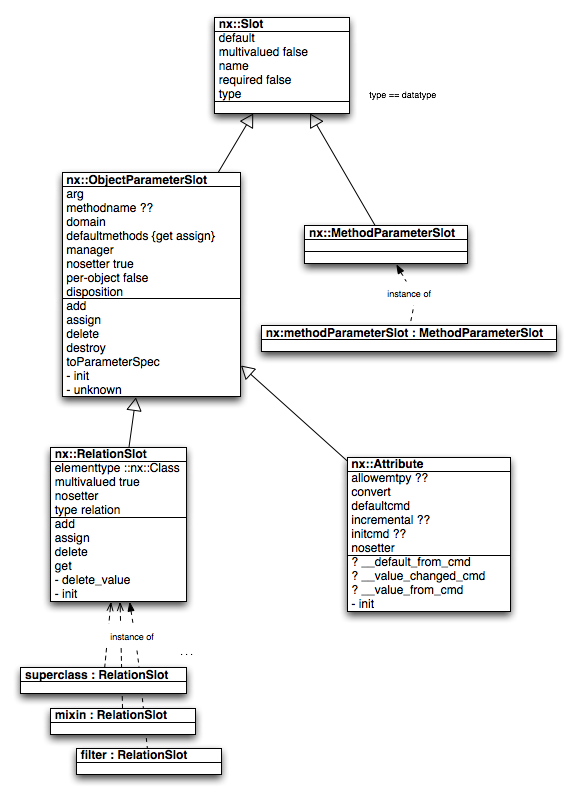 nx::Slot
default
multivalued false
name
required false
type
type == datatype
nx::ObjectParameterSlot
arg
methodname ??
domain
defaultmethods {get assign}
manager
nosetter true
per-object false
disposition
add
assign
delete
destroy
toParameterSpec
- init
- unknown
nx::MethodParameterSlot
instance of
nx:methodParameterSlot : MethodParameterSlot
nx::RelationSlot
elementtype ::nx::Class
multivalued true
nosetter
type relation
add
assign
delete
get
- delete_value
- init
nx::Attribute
allowemtpy ??
convert
defaultcmd
incremental ??
initcmd ??
nosetter
? __default_from_cmd
? __value_changed_cmd
? __value_from_cmd
- init
instance of
. . .
superclass : RelationSlot
mixin : RelationSlot
filter : RelationSlot